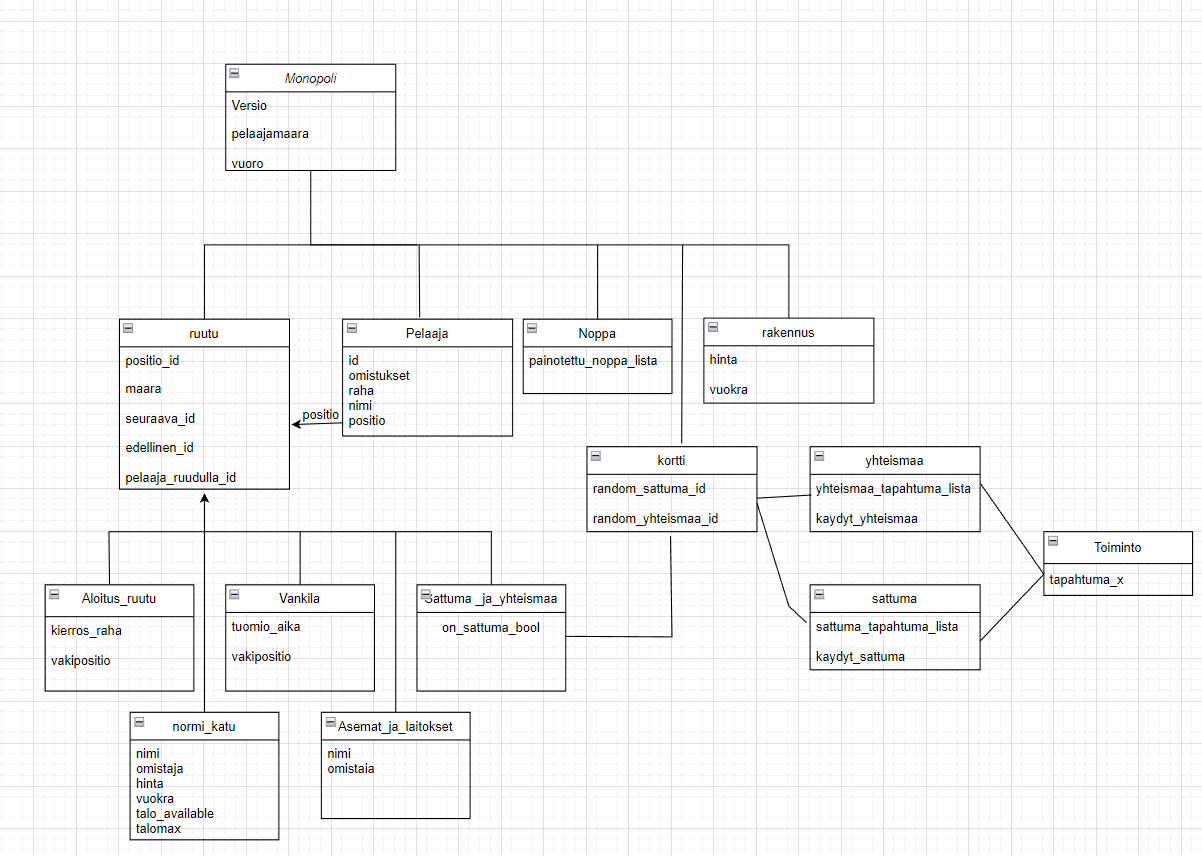 Monopoli
Versio
pelaajamaara
vuoro
ruutu
positio_id
maara
seuraava_id
edellinen_id
pelaaja_ruudulla_id
Pelaaja
id
omistukset
raha
nimi
positio
positio
Noppa
painotettu_noppa_lista
rakennus
hinta
vuokra
kortti
random_sattuma_id
random_yhteismaa_id
yhteismaa
yhteismaa_tapahtuma_lista
kaydyt_yhteismaa
Toiminto
tapahtuma_x
sattuma
sattuma_tapahtuma_lista
kaydyt_sattuma
Aloitus_ruutu
kierros_raha
vakipositio
Vankila
tuomio_aika
vakipositio
Sattuma _ja_yhteismaa
on_sattuma_bool
normi_katu
nimi
omistaja
hinta
vuokra
talo_available
talomax
Asemat_ja_laitokset
nimi
omistaia